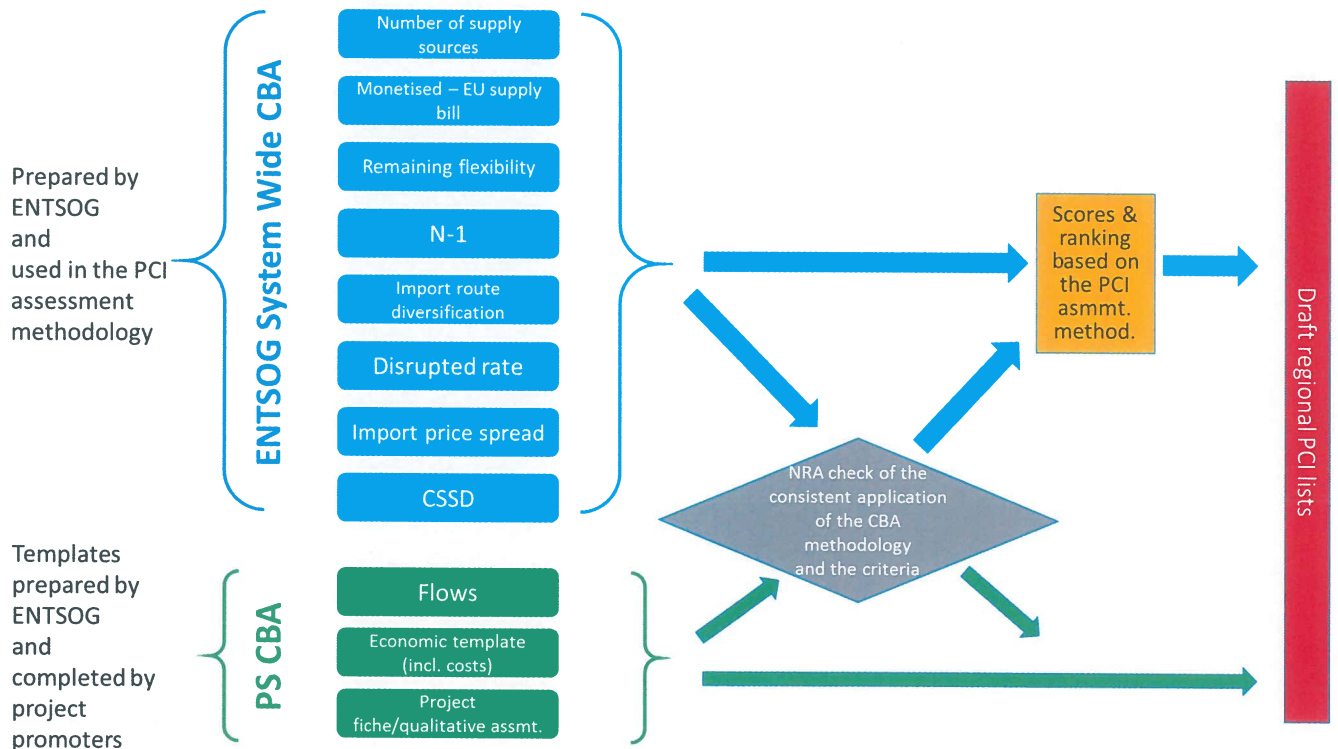 Prepared by
ENTSOG
and
used in the PCI
assessment
methodology
ENTSOG System Wide CBA
Number of supply
sources
Monetised – EU supply
bill
Remaining flexibility
N-1
Import route
diversification
Disrupted rate
Import price spread
CSSD
Templates
prepared by
ENTSOG
and
completed by
project
promoters
PS CBA
Flows
Economic template
(incl. costs)
Project
fiche/qualitative assmt.
NRA check of the
consistent application
of the CBA
methodology
and the criteria
Scores &
ranking
based on
the PCI
asmmt.
method.
Draft regional PCI lists